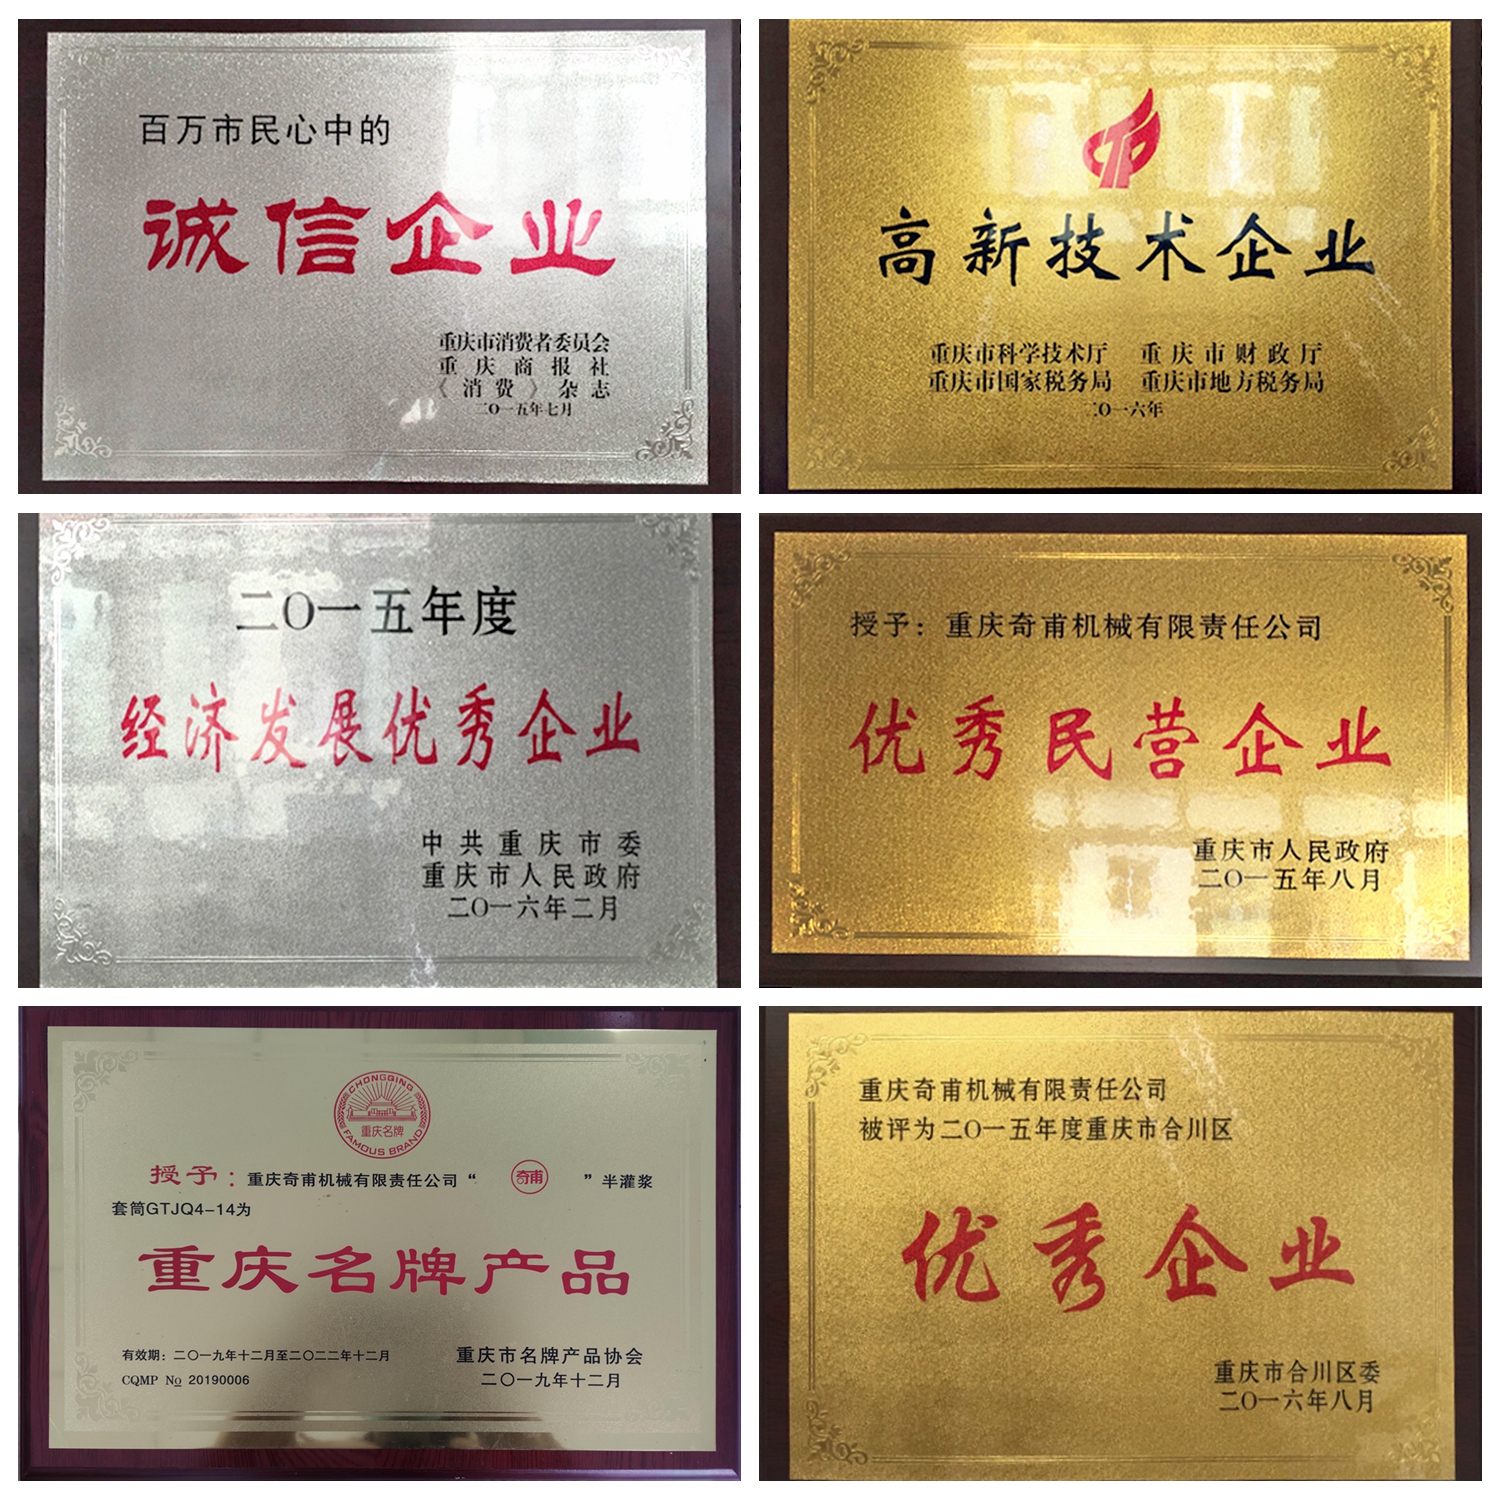 百万市民心中的
诚信企业
重庆市消费者委员会
重庆商报社
《消费》杂志
二〇一五年七月
高新技术企业
重庆市科学技术厅 重庆市财政厅
重庆市国家税务局 重庆市地方税务局
二〇一六年
二〇一五年度
经济发展优秀企业
中共重庆市委
重庆市人民政府
二〇一六年二月
授予：重庆奇甫机械有限责任公司
优秀民营企业
重庆市人民政府
二〇一五年八月
CHONGQING
重庆名牌
FAMOUS BRAND
授予：重庆奇甫机械有限责任公司“奇甫”半灌浆
套筒GTJQ4-14为
重庆名牌产品
有效期：二〇一九年十二月至二〇二二年十二月
CQMP No 20190006
重庆市名牌产品协会
二〇一九年十二月
重庆奇甫机械有限责任公司
被评为二〇一五年度重庆市合川区
优秀企业
重庆市合川区委
二〇一六年八月